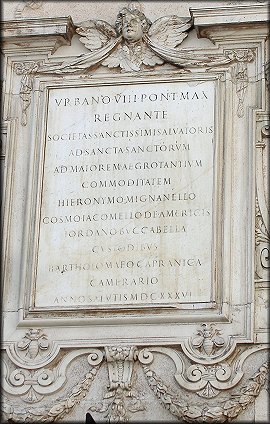 VRBANO VIII PONT MAX
REGNANTE
SOCIETAS SANCTISSIMI SALVATORIS
AD SANCTA SANCTORVM
AD MAIOREM AEGROTANTIVM
COMMODITATEM
HIERONYMO MIGNANELLO
COSMO IACOMELLO DE AMERICIS
IORDANO BVCCABELLA
CVSTODIBVS
BARTHOLOMAEO CAPRANICA
CAMERARIO
ANNO SALVTIS